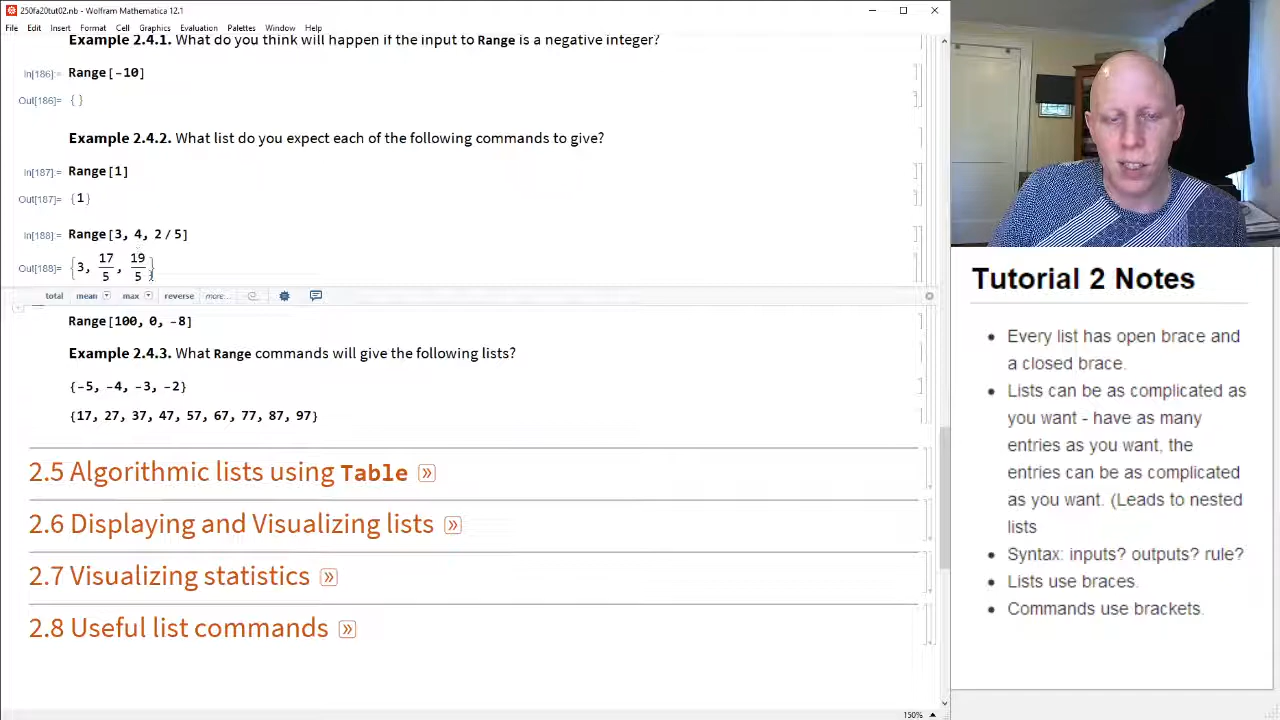 250fa20tut02.nb - Wolfram Mathematica 12.1
File Edit Insert Format Cell Graphics Evaluation Palettes Window Help
Example 2.4.1. What do you think will happen if the input to Range is a negative integer?
In[186]:= Range[-10]
Out[186]= { }
Example 2.4.2. What list do you expect each of the following commands to give?
In[187]:= Range[1]
Out[187]= {1}
In[188]:= Range[3, 4, 2 / 5]
Out[188]= {3, 17/5, 19/5}
total mean max reverse more...
Range[100, 0, -8]
Example 2.4.3. What Range commands will give the following lists?
{-5, -4, -3, -2}
{17, 27, 37, 47, 57, 67, 77, 87, 97}
2.5 Algorithmic lists using Table
2.6 Displaying and Visualizing lists
2.7 Visualizing statistics
2.8 Useful list commands
150%
Tutorial 2 Notes
• Every list has open brace and
a closed brace.
• Lists can be as complicated as
you want - have as many
entries as you want, the
entries can be as complicated
as you want. (Leads to nested
lists
• Syntax: inputs? outputs? rule?
• Lists use braces.
• Commands use brackets.